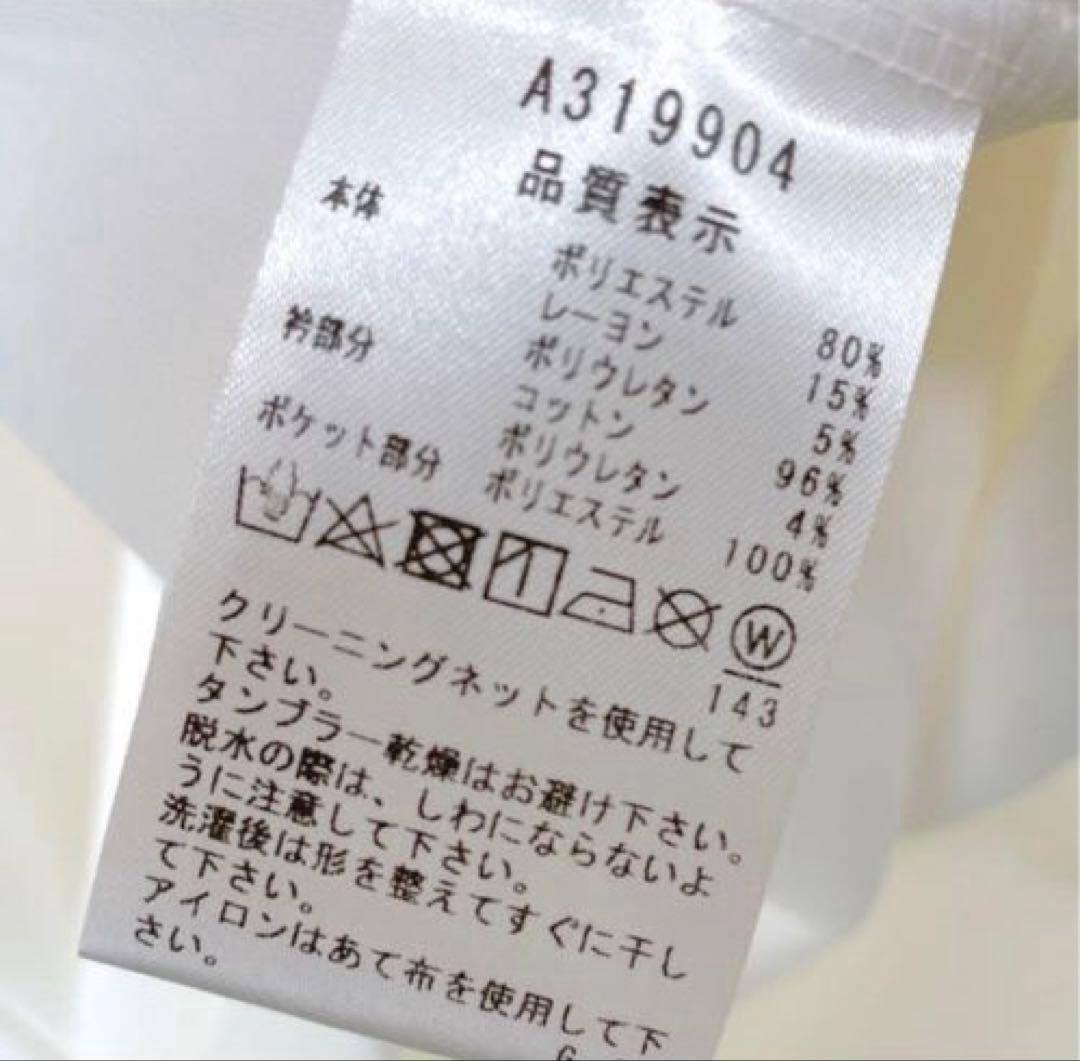 A319904
品質表示
本体
ポリエステル 80%
レーヨン 15%
ポリウレタン 5%
衿部分 コットン 96%
ポリウレタン 4%
ポケット部分 ポリエステル 100%
W
143
クリーニングネットを使用して
下さい。
タンブラー乾燥はお避け下さい。
脱水の際は、しわにならないよ
うに注意して下さい。
洗濯後は形を整えてすぐに干し
て下さい。
アイロンはあて布を使用して下
さい。